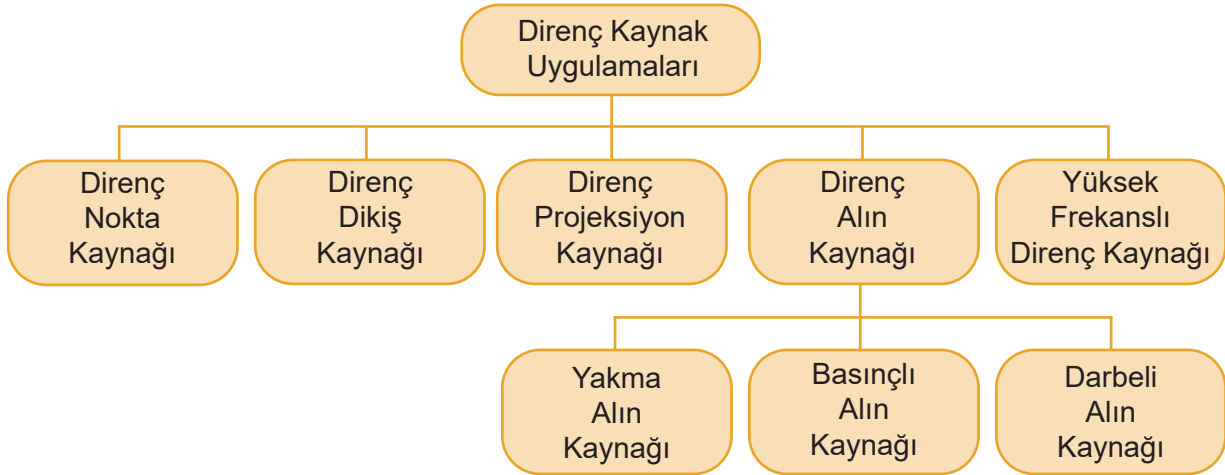 Direnç Kaynak
Uygulamaları
Direnç
Nokta
Kaynağı
Direnç
Dikiş
Kaynağı
Direnç
Projeksiyon
Kaynağı
Direnç
Alın
Kaynağı
Yüksek
Frekanslı
Direnç Kaynağı
Yakma
Alın
Kaynağı
Basınçlı
Alın
Kaynağı
Darbeli
Alın
Kaynağı